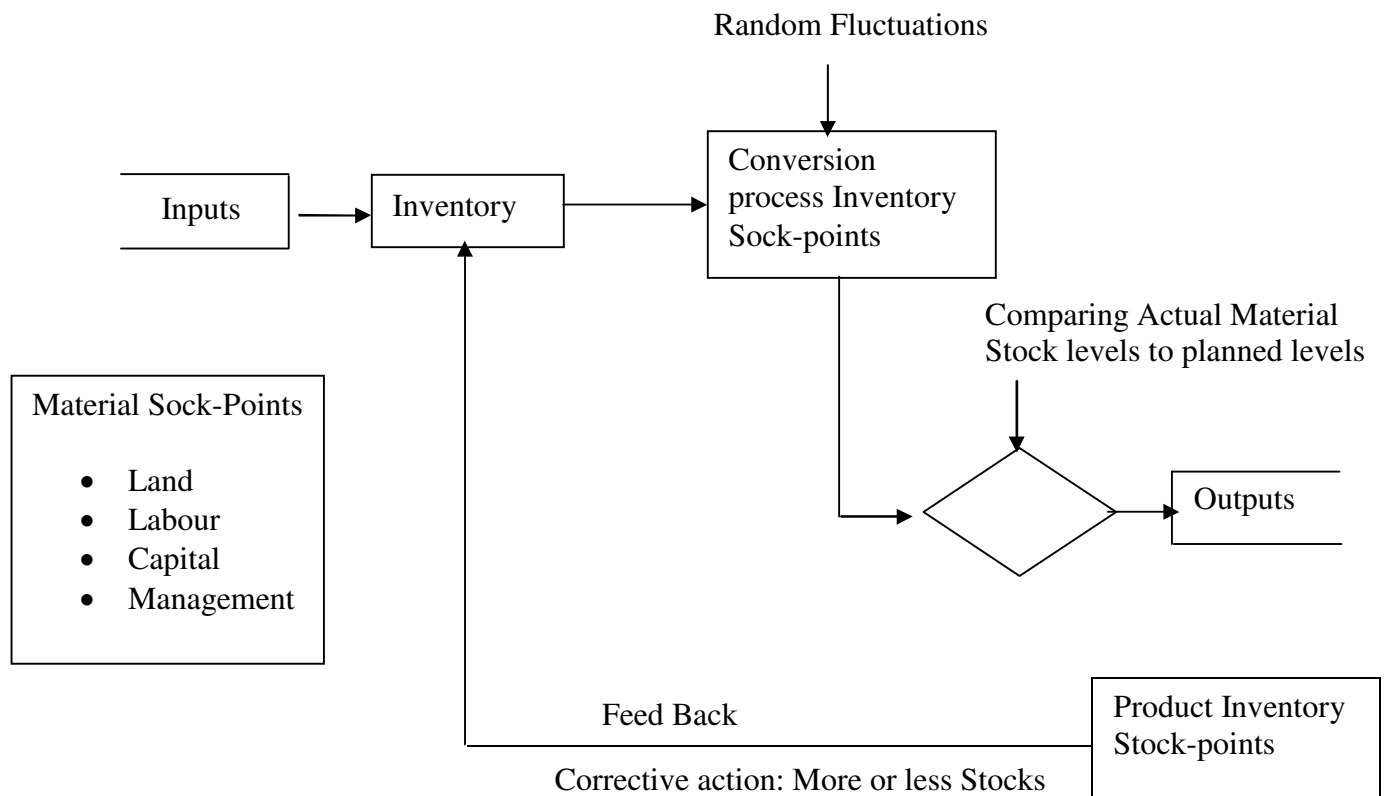 Random Fluctuations
Inputs
Inventory
Conversion
process Inventory
Sock-points
Comparing Actual Material
Stock levels to planned levels
Material Sock-Points
• Land
• Labour
• Capital
• Management
Outputs
Feed Back
Corrective action: More or less Stocks
Product Inventory
Stock-points